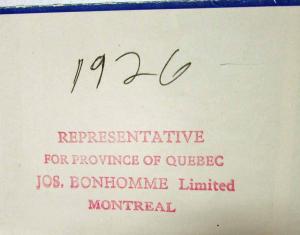 1926
REPRESENTATIVE
FOR PROVINCE OF QUEBEC
JOS. BONHOMME Limited
MONTREAL